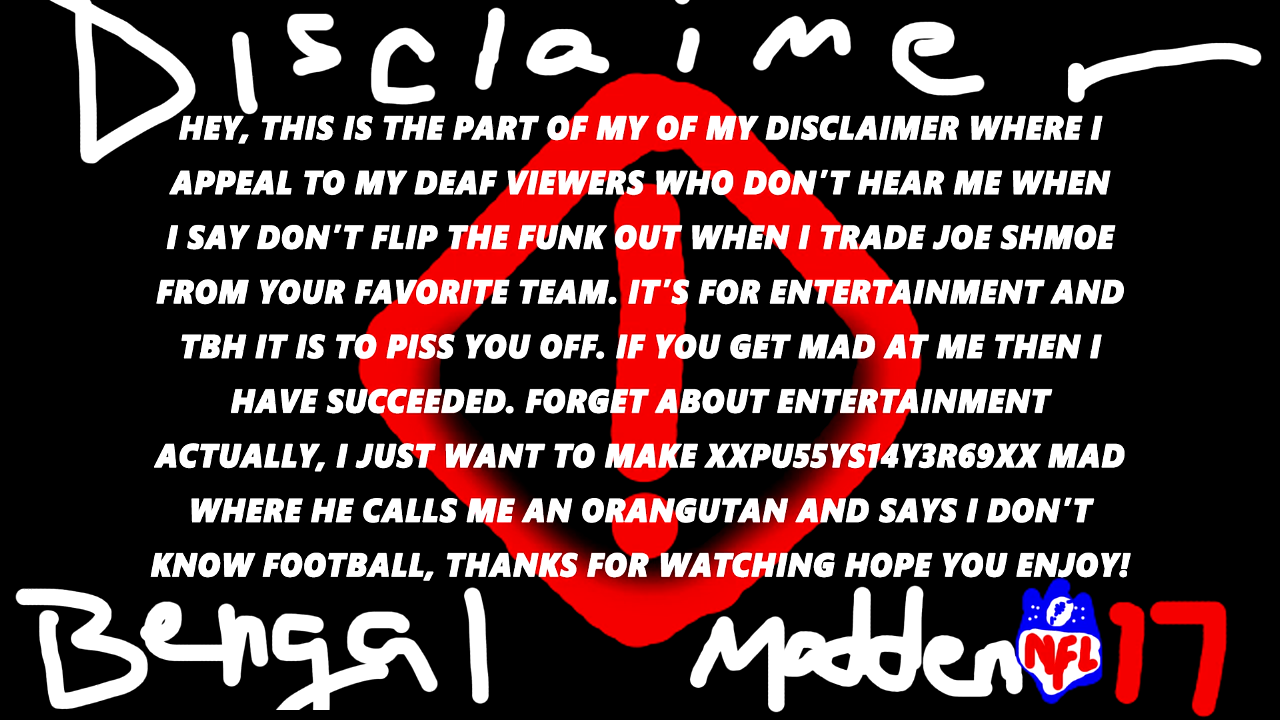 Disclaimer
HEY, THIS IS THE PART OF MY OF MY DISCLAIMER WHERE I
APPEAL TO MY DEAF VIEWERS WHO DON'T HEAR ME WHEN
I SAY DON'T FLIP THE FUNK OUT WHEN I TRADE JOE SHMOE
FROM YOUR FAVORITE TEAM. IT'S FOR ENTERTAINMENT AND
TBH IT IS TO PISS YOU OFF. IF YOU GET MAD AT ME THEN I
HAVE SUCCEEDED. FORGET ABOUT ENTERTAINMENT
ACTUALLY, I JUST WANT TO MAKE XXPU55YS14Y3R69XX MAD
WHERE HE CALLS ME AN ORANGUTAN AND SAYS I DON'T
KNOW FOOTBALL, THANKS FOR WATCHING HOPE YOU ENJOY!
Bengal Madden NFL 17